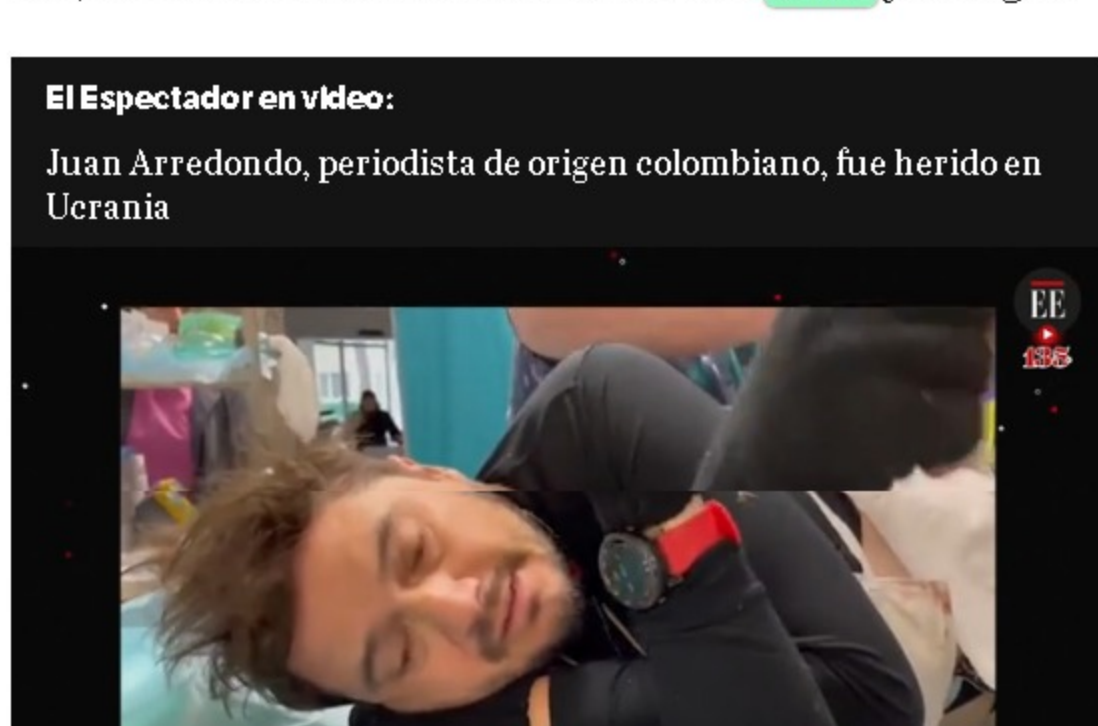 El Espectador en video:
Juan Arredondo, periodista de origen colombiano, fue herido en
Ucrania
EE
135